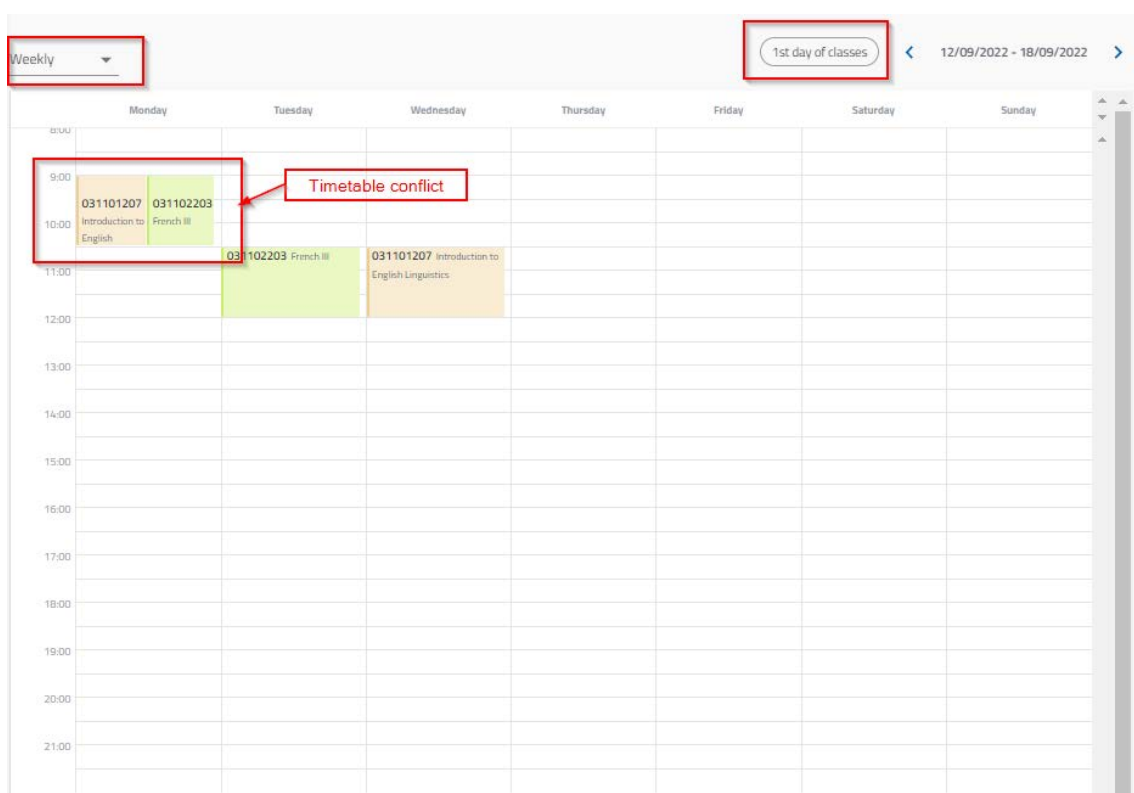 Weekly
1st day of classes
12/09/2022 - 18/09/2022
Monday Tuesday Wednesday Thursday Friday Saturday Sunday
8:00
9:00
Timetable conflict
031101207 031102203
10:00 Introduction to French III
English
031102203 French III 031101207 Introduction to
11:00 English Linguistics
12:00
13:00
14:00
15:00
16:00
17:00
18:00
19:00
20:00
21:00